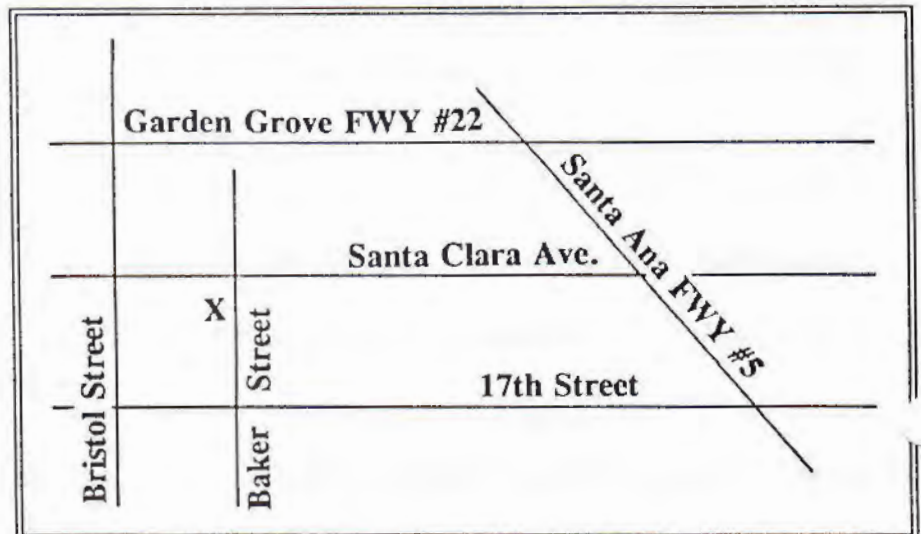 Garden Grove FWY #22
Santa Ana FWY #5
Santa Clara Ave.
X
Bristol Street
Baker Street
17th Street